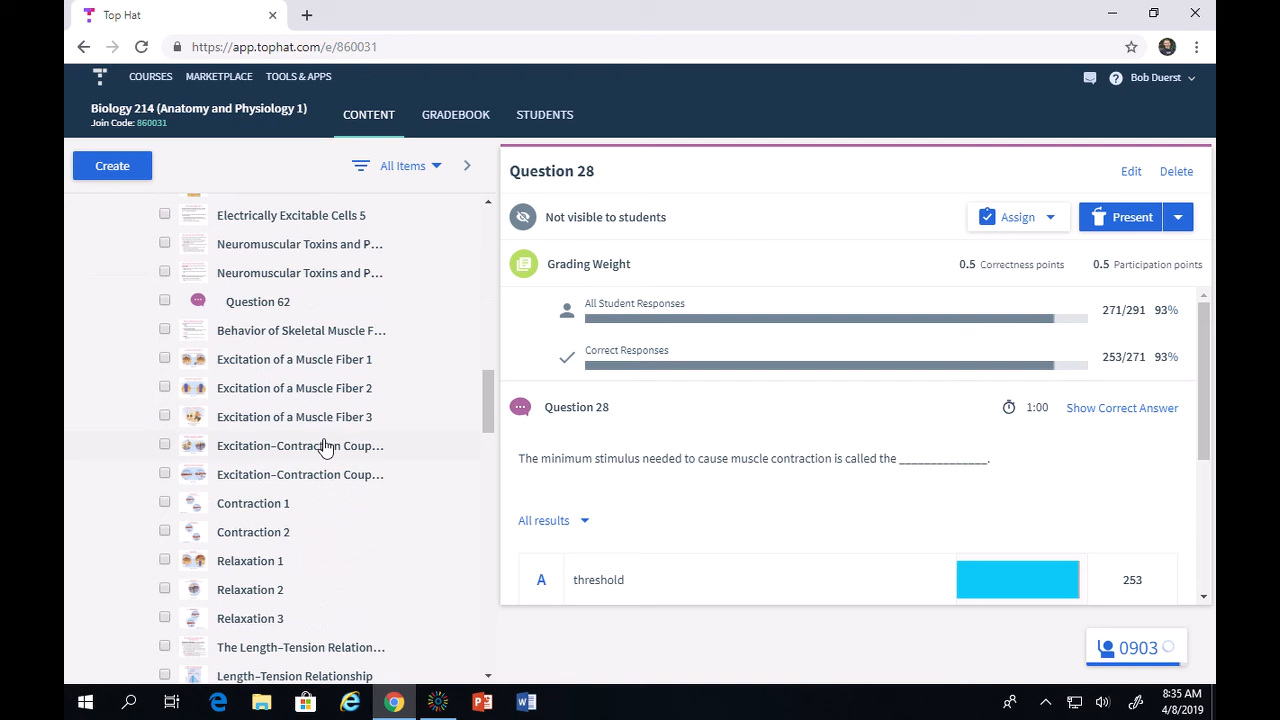 Top Hat
https://app.tophat.com/e/860031
COURSES MARKETPLACE TOOLS & APPS
Bob Duerst
Biology 214 (Anatomy and Physiology 1)
Join Code: 860031
CONTENT GRADEBOOK STUDENTS
Create
All Items
Electrically Excitable Cells 5
Neuromuscular Toxins and P...
Question 62
Behavior of Skeletal Muscle F...
Excitation of a Muscle Fiber 1
Excitation of a Muscle Fiber 2
Excitation of a Muscle Fiber 3
Excitation–Contraction Coup...
Excitation–Contraction Coup...
Contraction 1
Contraction 2
Relaxation 1
Relaxation 2
Relaxation 3
The Length–Tension Relation...
Length–Tension Relationship
Question 28
Edit Delete
Not visible to students
Assign
Present
Grading Weight
0.5 Correctness points 0.5 Participation points
All Student Responses
271/291 93%
Correct Responses
253/271 93%
Question 28
1:00
Show Correct Answer
The minimum stimulus needed to cause muscle contraction is called the ______________.
All results
A threshold 253
0903
8:35 AM
4/8/2019